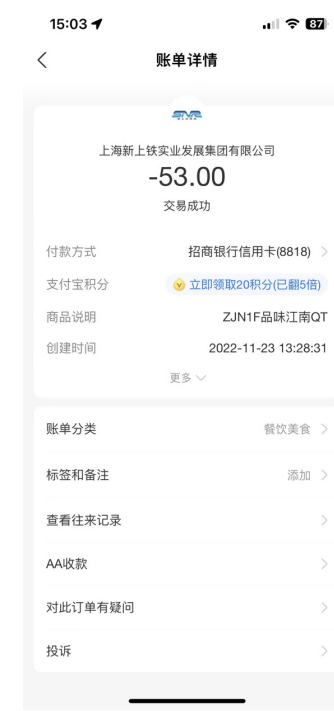 15:03
87
账单详情
上海新上铁实业发展集团有限公司
-53.00
交易成功
付款方式 招商银行信用卡(8818)
支付宝积分 立即领取20积分(已翻5倍)
商品说明 ZJN1F品味江南QT
创建时间 2022-11-23 13:28:31
更多
账单分类 餐饮美食
标签和备注 添加
查看往来记录
AA收款
对此订单有疑问
投诉